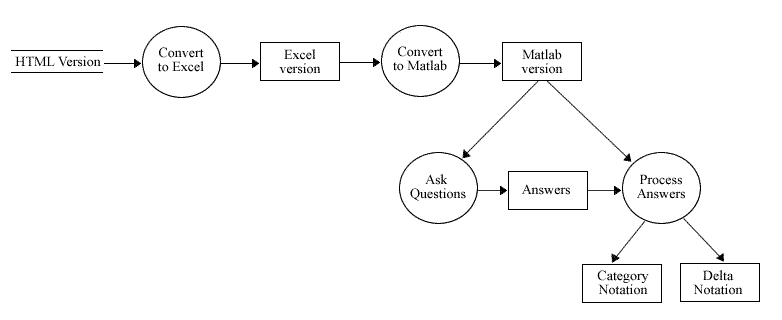 HTML Version
Convert
to Excel
Excel
version
Convert
to Matlab
Matlab
version
Ask
Questions
Answers
Process
Answers
Category
Notation
Delta
Notation